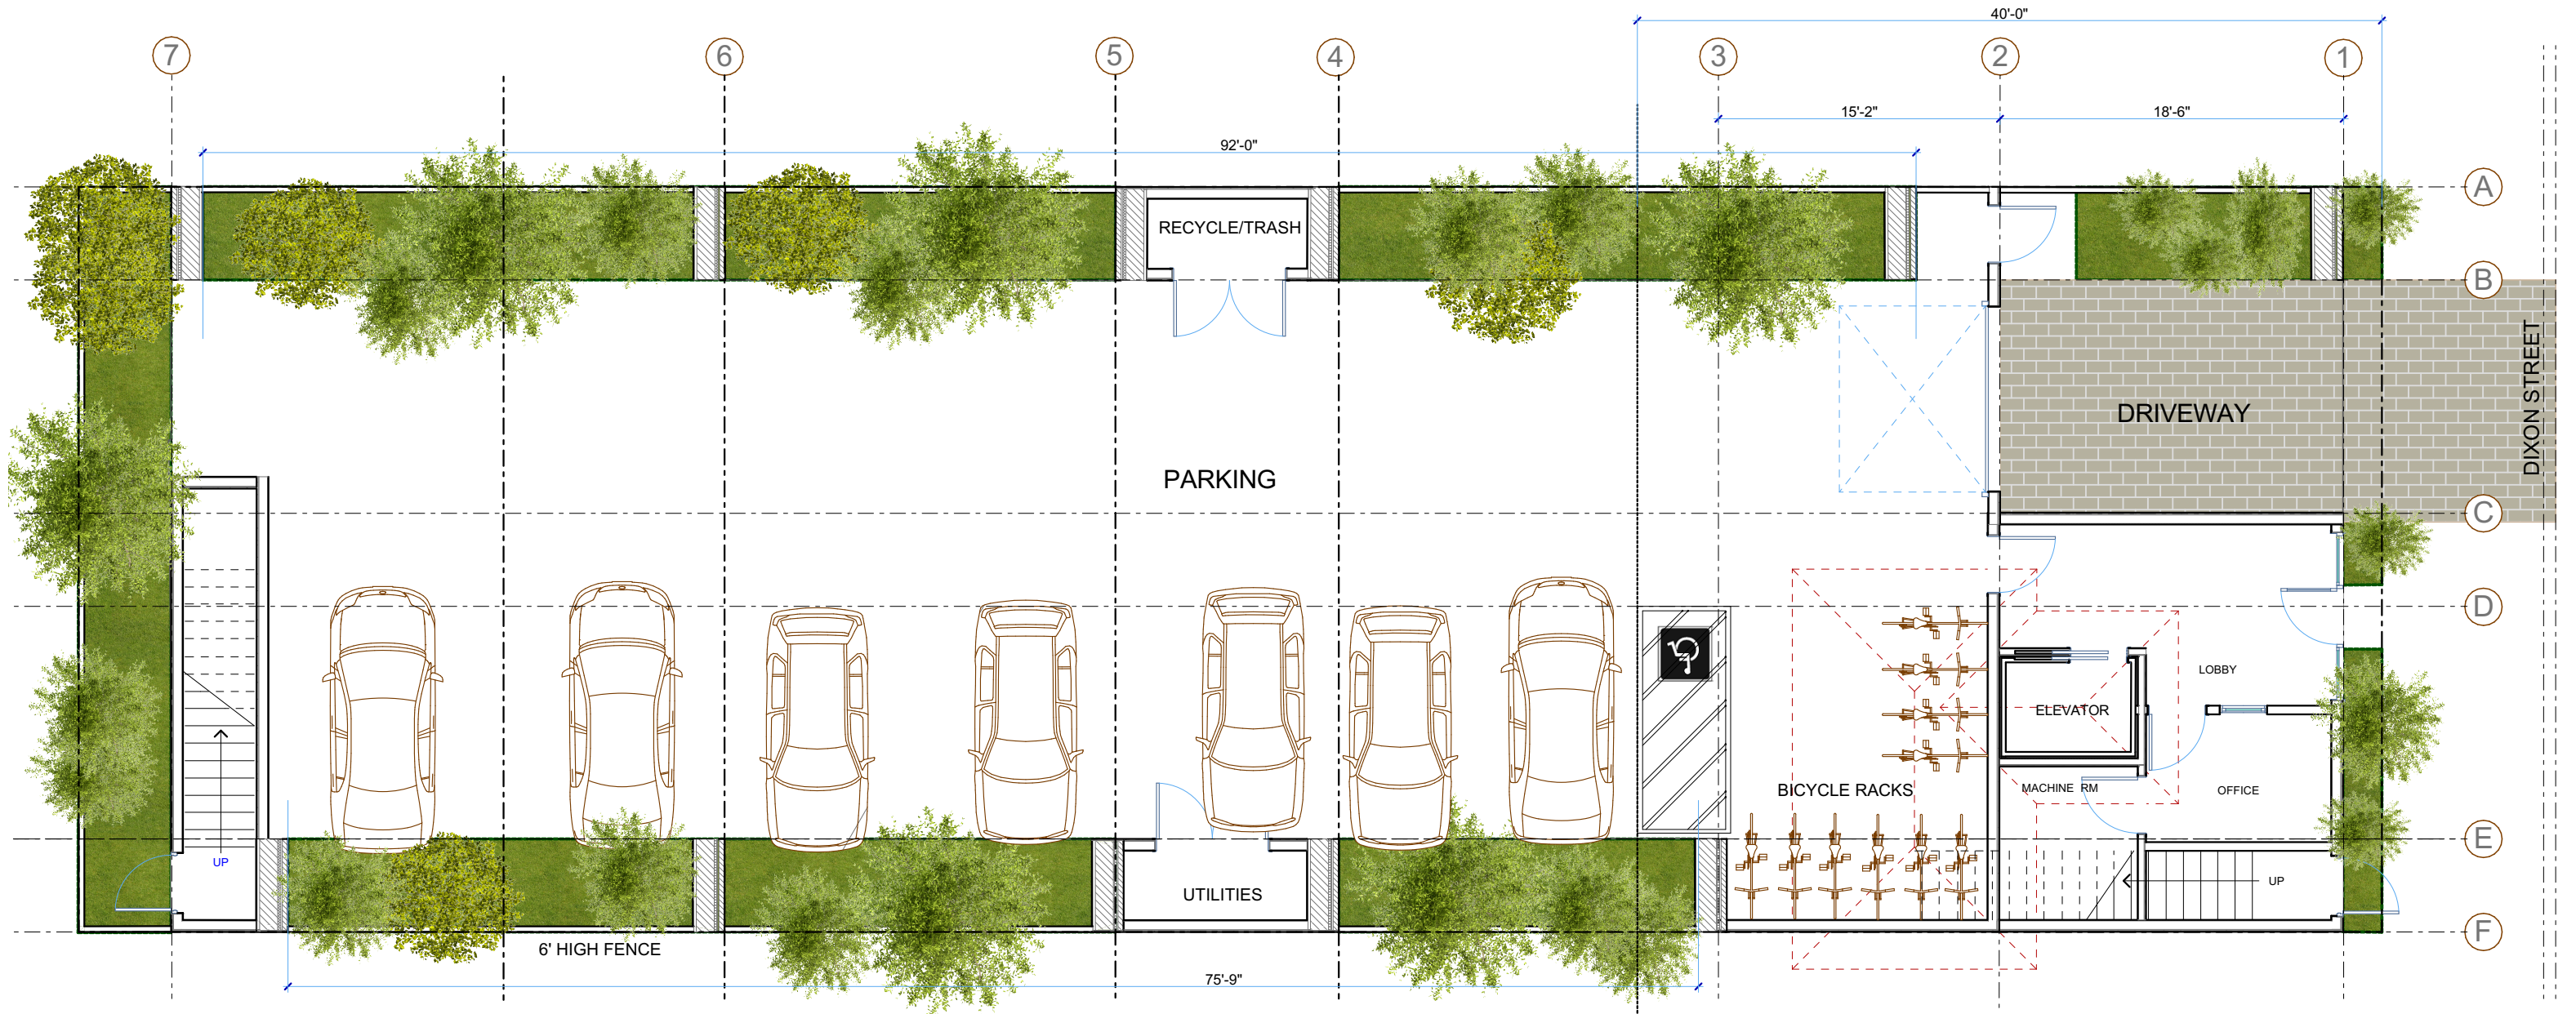 40'-0"
7
6
5
4
3
2
1
15'-2"
18'-6"
92'-0"
A
RECYCLE/TRASH
B
DIXON STREET
DRIVEWAY
PARKING
C
D
LOBBY
ELEVATOR
BICYCLE RACKS
MACHINE RM
OFFICE
E
UP
UP
UTILITIES
F
6' HIGH FENCE
75'-9"